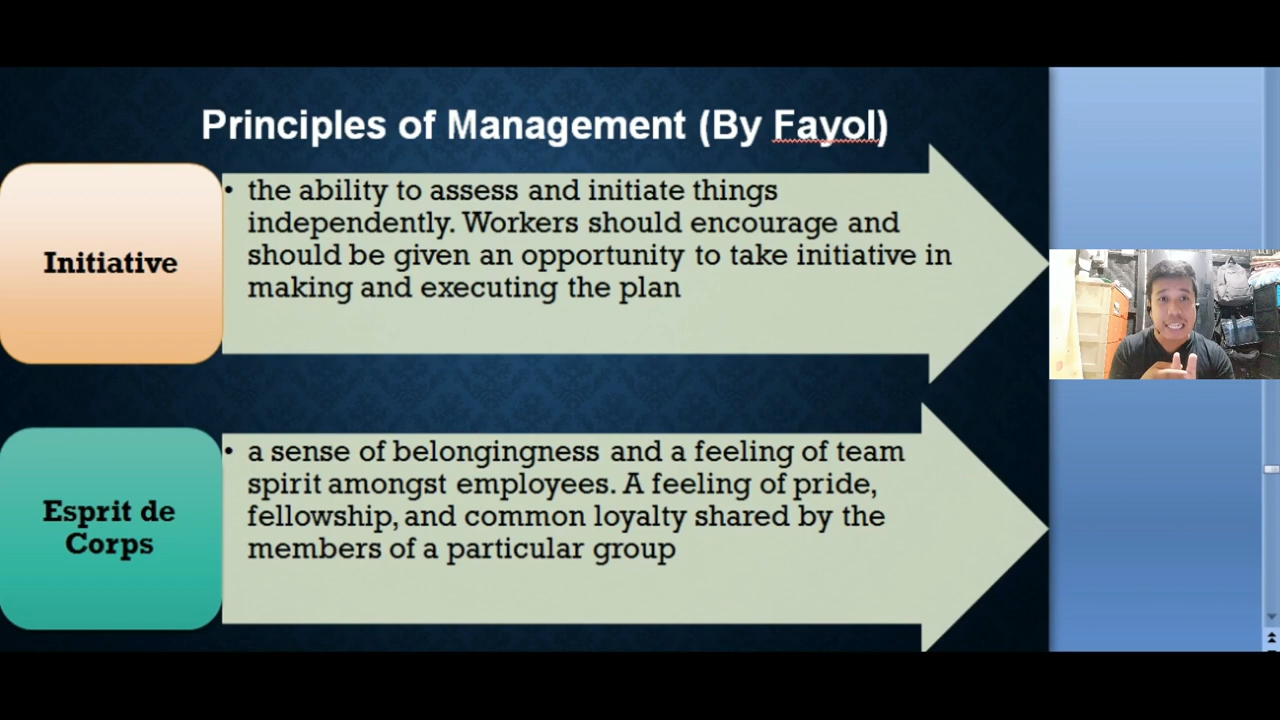 Principles of Management (By Fayol)
Initiative
• the ability to assess and initiate things
independently. Workers should encourage and
should be given an opportunity to take initiative in
making and executing the plan
Esprit de
Corps
• a sense of belongingness and a feeling of team
spirit amongst employees. A feeling of pride,
fellowship, and common loyalty shared by the
members of a particular group